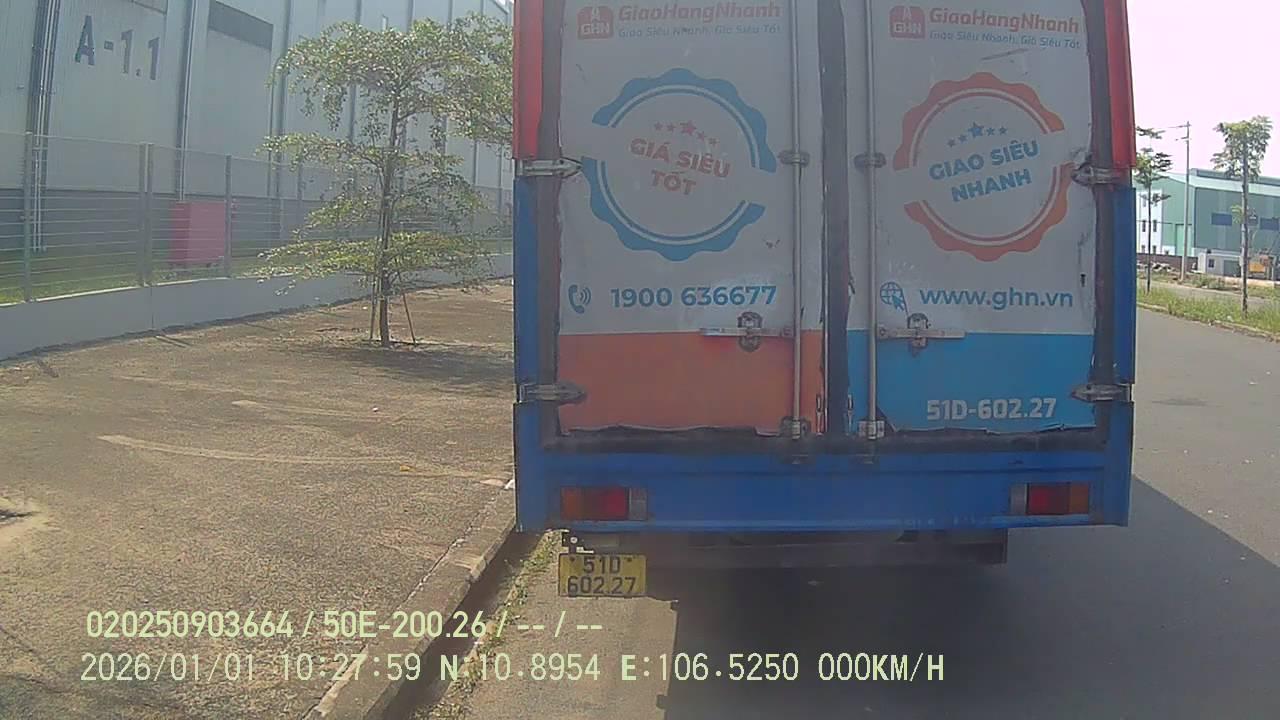 A-1.1
A
GHN
GiaoHangNhanh
Giao Siêu Nhanh, Giá Siêu Tốt
A
GHN
GiaoHangNhanh
Giao Siêu Nhanh, Giá Siêu Tốt
GIÁ SIÊU
TỐT
GIAO SIÊU
NHANH
1900 636677
www.ghn.vn
51D-602.27
51D
602.27
020250903664 / 50E-200.26 / -- / --
2026/01/01 10:27:59 N:10.8954 E:106.5250 000KM/H